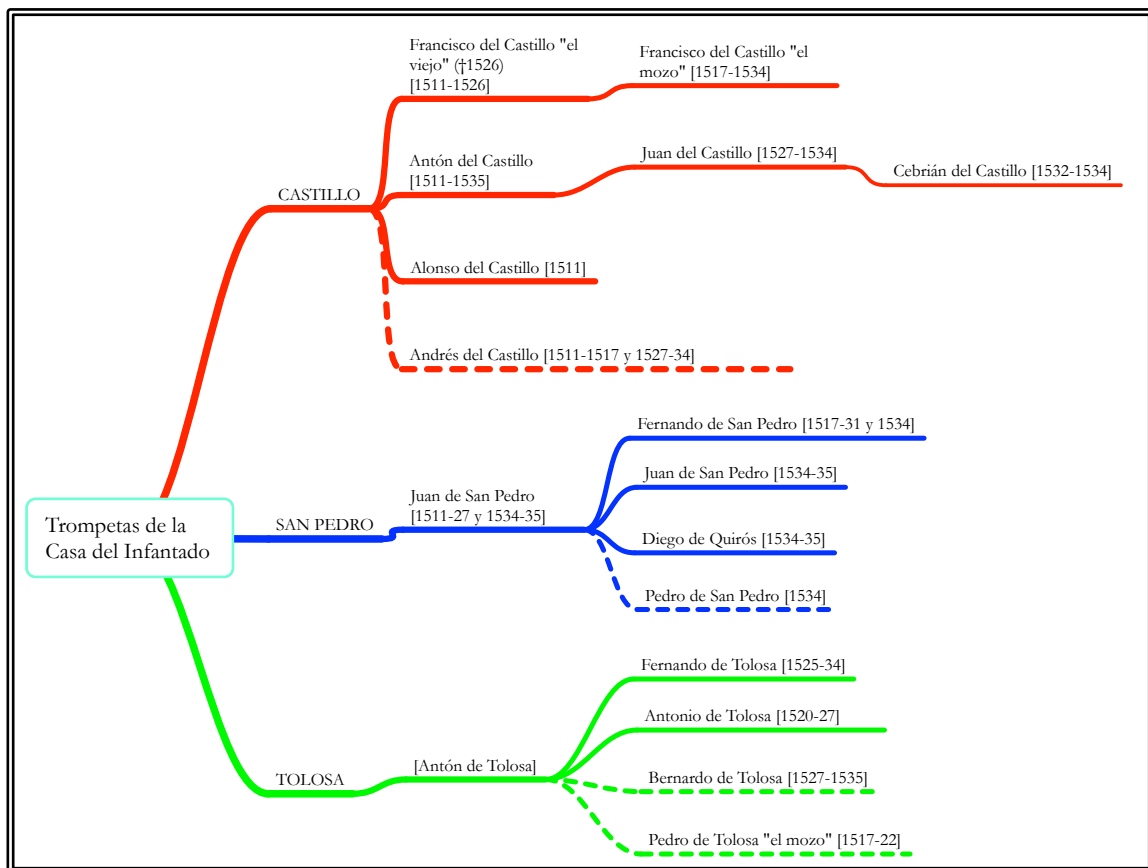 Francisco del Castillo "el
viejo" (†1526)
[1511-1526]
Francisco del Castillo "el
mozo" [1517-1534]
Antón del Castillo
[1511-1535]
Juan del Castillo [1527-1534]
Cebrián del Castillo [1532-1534]
CASTILLO
Alonso del Castillo [1511]
Andrés del Castillo [1511-1517 y 1527-34]
Trompetas de la
Casa del Infantado
SAN PEDRO
Juan de San Pedro
[1511-27 y 1534-35]
Fernando de San Pedro [1517-31 y 1534]
Juan de San Pedro [1534-35]
Diego de Quirós [1534-35]
Pedro de San Pedro [1534]
TOLOSA
[Antón de Tolosa]
Fernando de Tolosa [1525-34]
Antonio de Tolosa [1520-27]
Bernardo de Tolosa [1527-1535]
Pedro de Tolosa "el mozo" [1517-22]